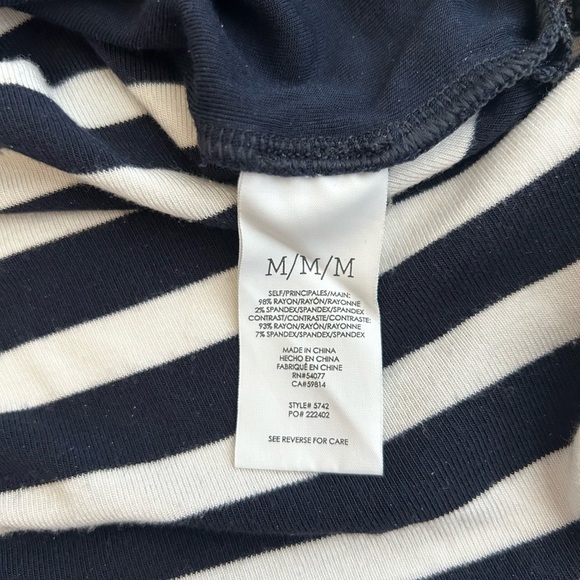 M/M/M
SELF/PRINCIPALES/MAIN:
98% RAYON/RAYÓN/RAYONNE
2% SPANDEX/SPANDEX/SPANDEX
CONTRAST/CONTRASTE/CONTRASTE:
93% RAYON/RAYÓN/RAYONNE
7% SPANDEX/SPANDEX/SPANDEX
MADE IN CHINA
HECHO EN CHINA
FABRIQUÉ EN CHINE
RN#54077
CA#59814
STYLE# 5742
PO# 222402
SEE REVERSE FOR CARE